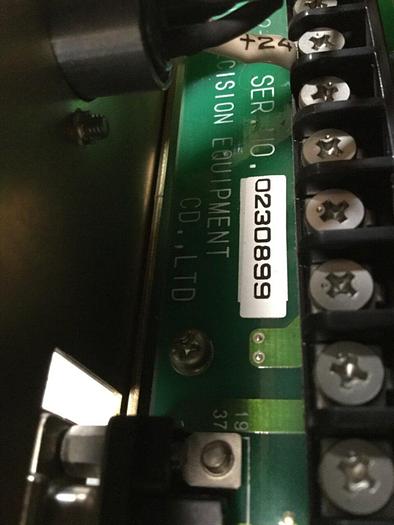 +24
SER.NO. 0230899
CISION EQUIPMENT
CO.,LTD
19
37